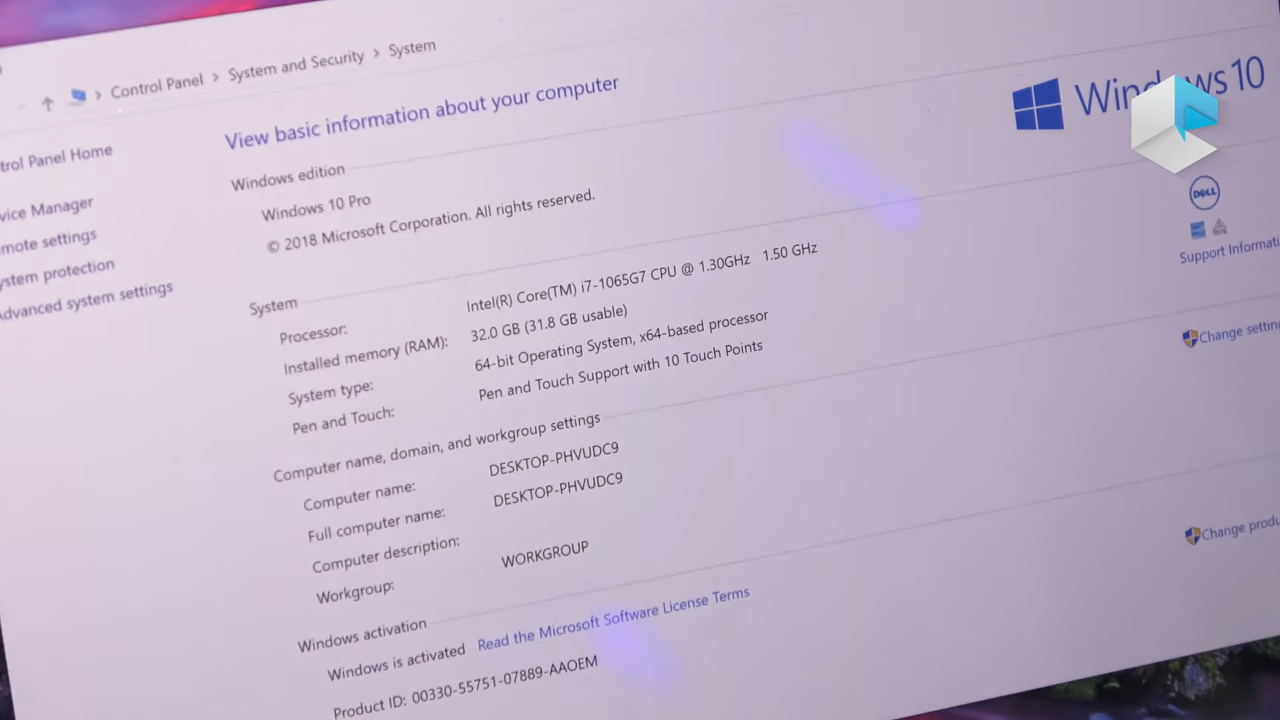 Control Panel > System and Security > System
trol Panel Home
vice Manager
mote settings
ystem protection
Advanced system settings
View basic information about your computer
Windows edition
Windows 10 Pro
© 2018 Microsoft Corporation. All rights reserved.
System
Processor: Intel(R) Core(TM) i7-1065G7 CPU @ 1.30GHz 1.50 GHz
Installed memory (RAM): 32.0 GB (31.8 GB usable)
System type: 64-bit Operating System, x64-based processor
Pen and Touch: Pen and Touch Support with 10 Touch Points
Computer name, domain, and workgroup settings
Computer name: DESKTOP-PHVUDC9
Full computer name: DESKTOP-PHVUDC9
Computer description:
Workgroup: WORKGROUP
Windows activation
Windows is activated Read the Microsoft Software License Terms
Product ID: 00330-55751-07889-AAOEM
Windows 10
DELL
Support Informati
Change settin
Change produ